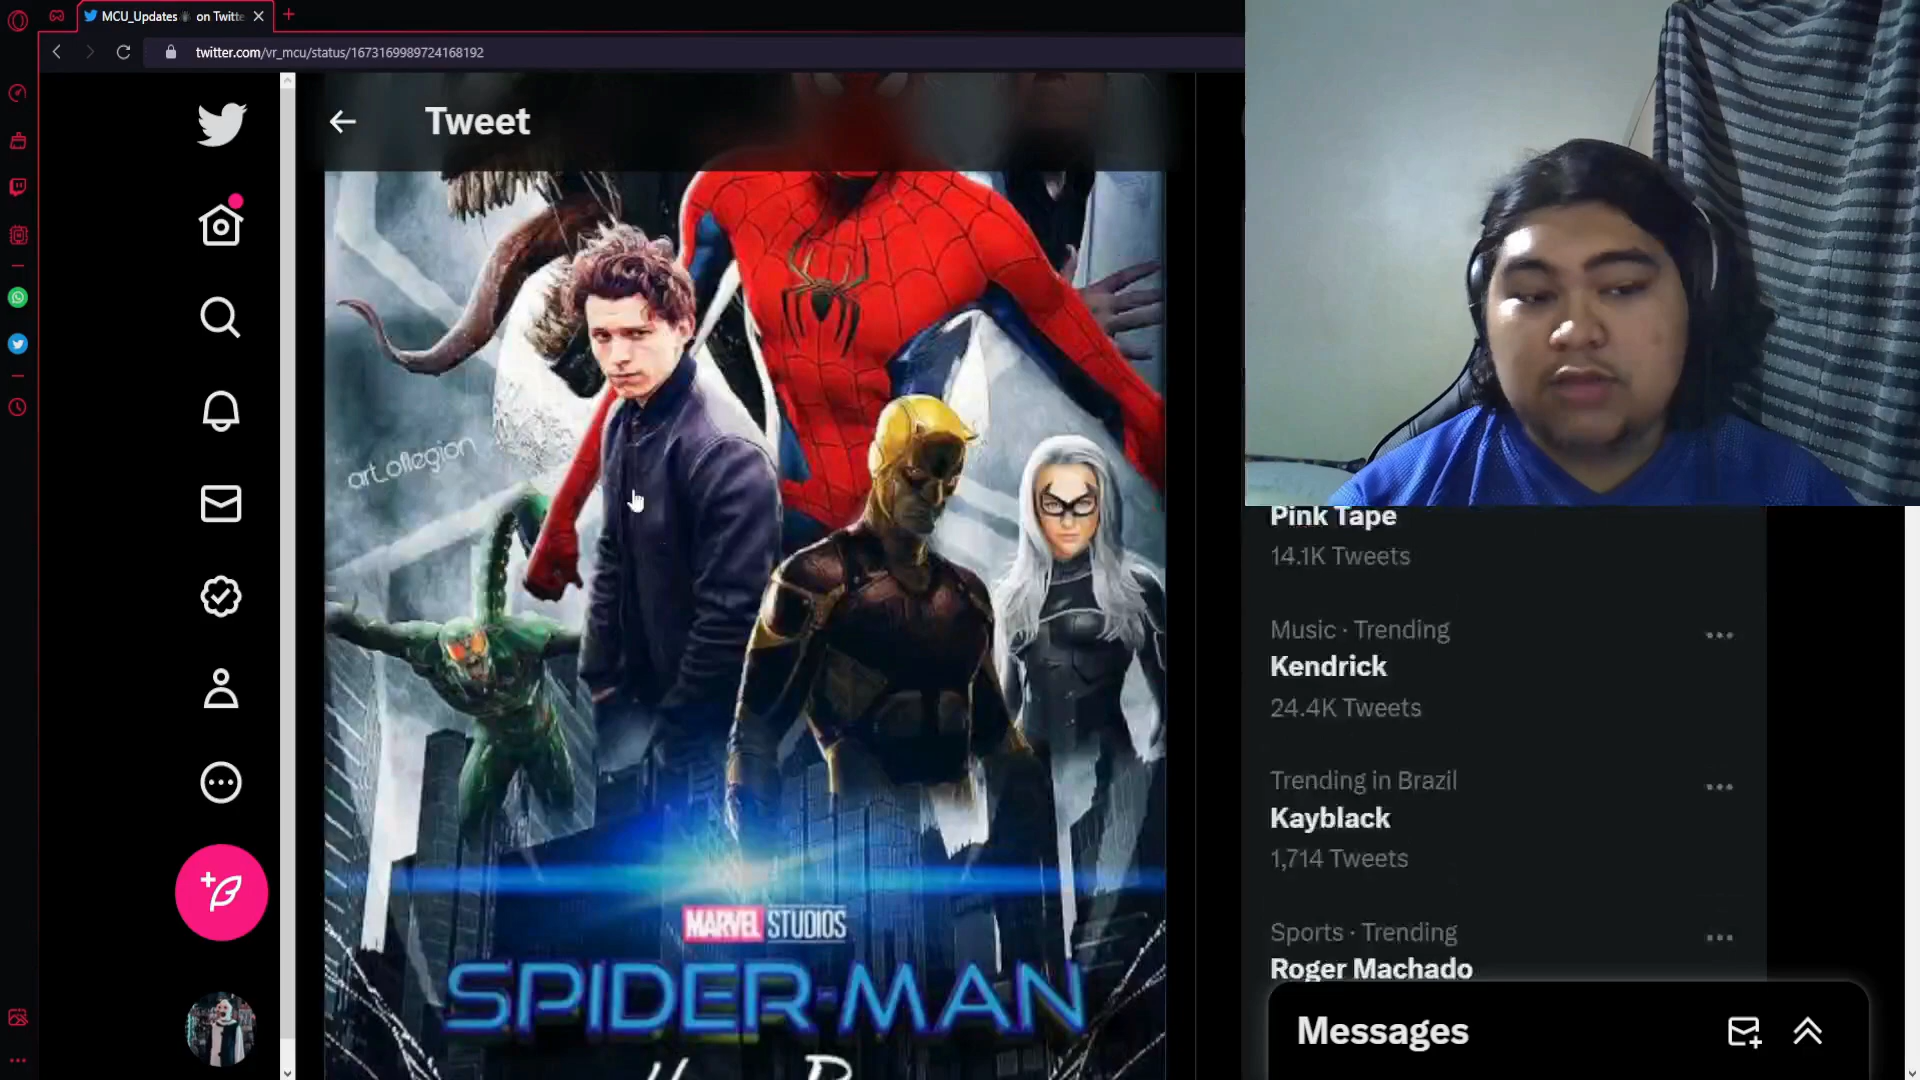 MCU_Updates on Twitte
twitter.com/vr_mcu/status/1673169989724168192
Tweet
art_oflegion
MARVEL STUDIOS
SPIDER-MAN
Pink Tape
14.1K Tweets
Music · Trending
Kendrick
24.4K Tweets
Trending in Brazil
Kayblack
1,714 Tweets
Sports · Trending
Roger Machado
Messages